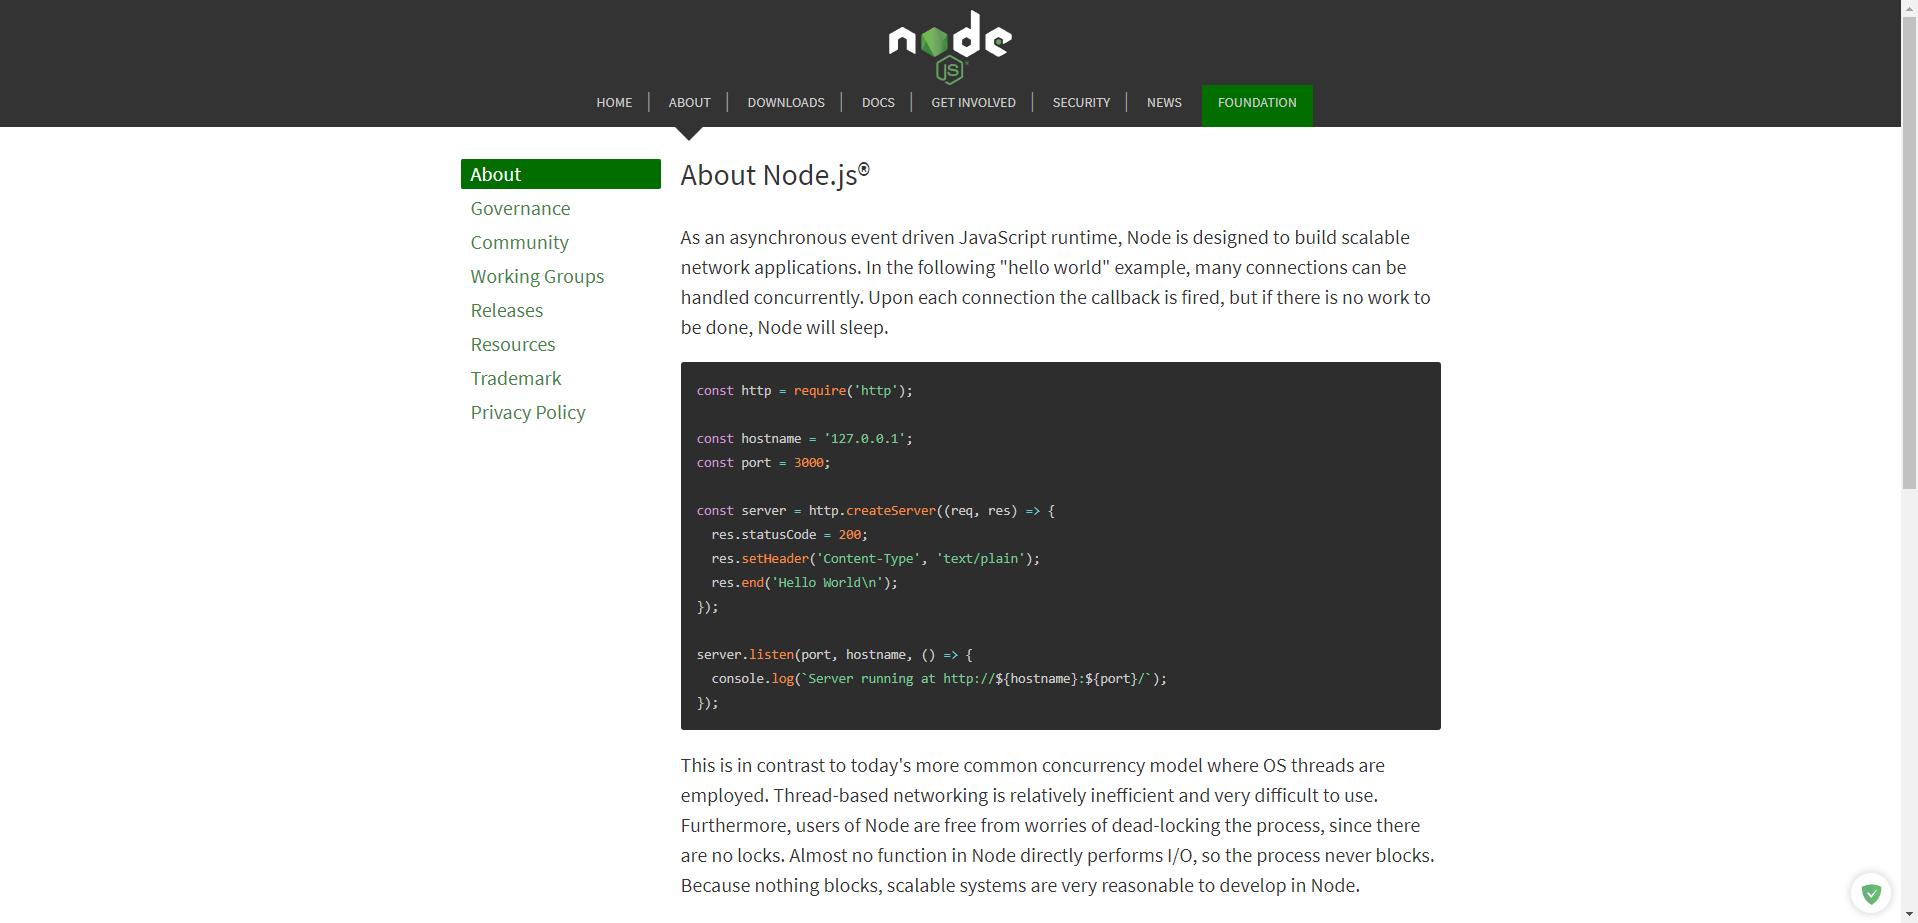 node
JS
HOME | ABOUT | DOWNLOADS | DOCS | GET INVOLVED | SECURITY | NEWS FOUNDATION
About
Governance
Community
Working Groups
Releases
Resources
Trademark
Privacy Policy
About Node.js®
As an asynchronous event driven JavaScript runtime, Node is designed to build scalable
network applications. In the following "hello world" example, many connections can be
handled concurrently. Upon each connection the callback is fired, but if there is no work to
be done, Node will sleep.
const http = require('http');
const hostname = '127.0.0.1';
const port = 3000;
const server = http.createServer((req, res) => {
  res.statusCode = 200;
  res.setHeader('Content-Type', 'text/plain');
  res.end('Hello World\n');
});
server.listen(port, hostname, () => {
  console.log(`Server running at http://${hostname}:${port}/`);
});
This is in contrast to today's more common concurrency model where OS threads are
employed. Thread-based networking is relatively inefficient and very difficult to use.
Furthermore, users of Node are free from worries of dead-locking the process, since there
are no locks. Almost no function in Node directly performs I/O, so the process never blocks.
Because nothing blocks, scalable systems are very reasonable to develop in Node.